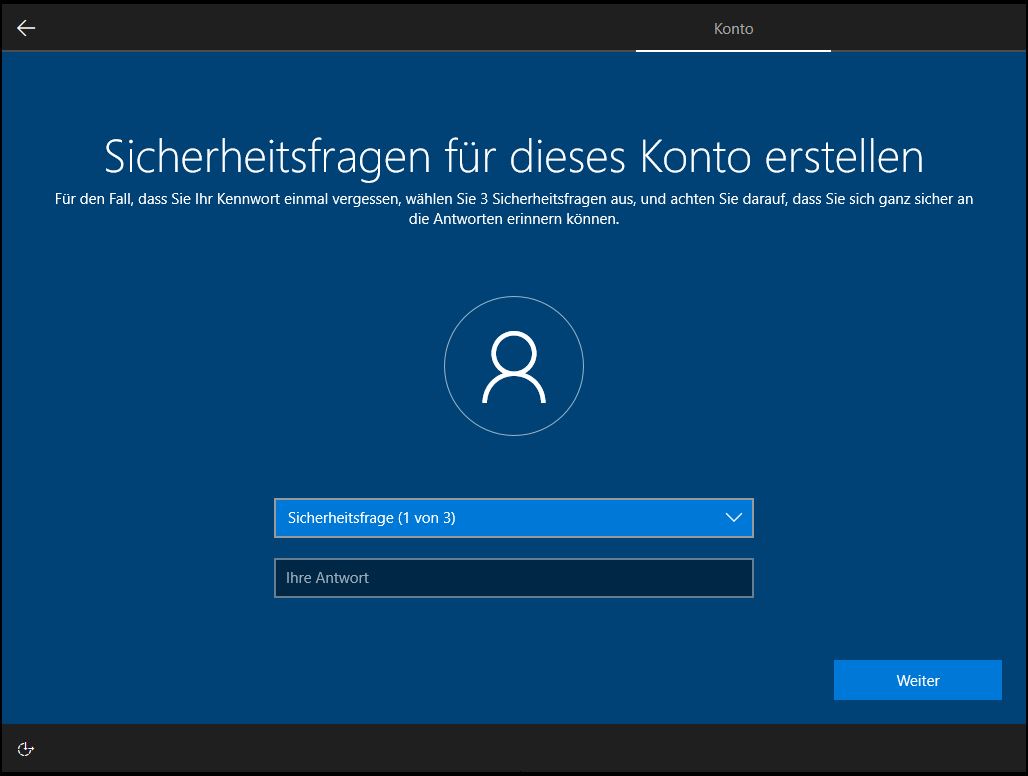 Konto
Sicherheitsfragen für dieses Konto erstellen
Für den Fall, dass Sie Ihr Kennwort einmal vergessen, wählen Sie 3 Sicherheitsfragen aus, und achten Sie darauf, dass Sie sich ganz sicher an
die Antworten erinnern können.
Sicherheitsfrage (1 von 3)
Ihre Antwort
Weiter